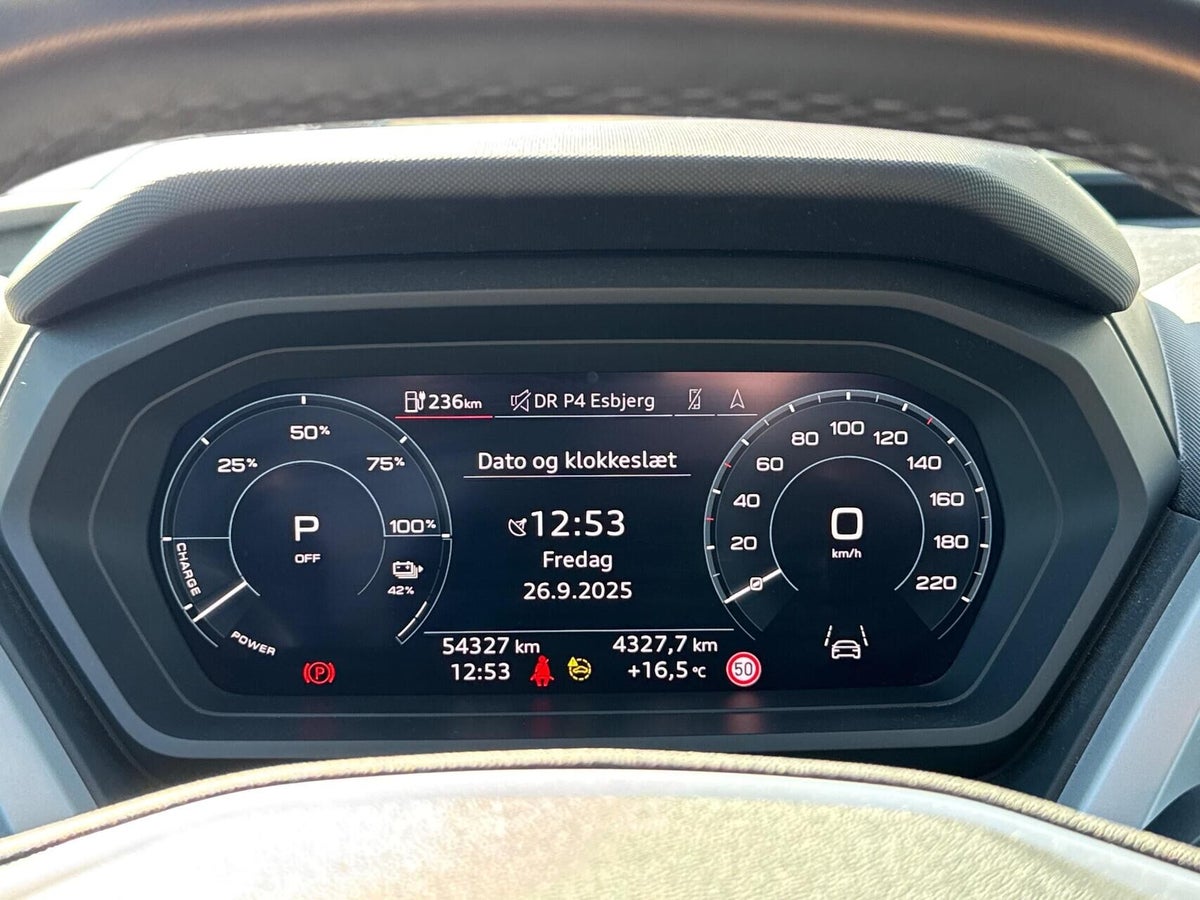 236km
DR P4 Esbjerg
Dato og klokkeslæt
12:53
Fredag
26.9.2025
25%
50%
75%
100%
P
OFF
CHARGE
POWER
42%
0
20
40
60
80
100
120
140
160
180
220
0
km/h
54327 km
4327,7 km
12:53
+16,5°C
50
P